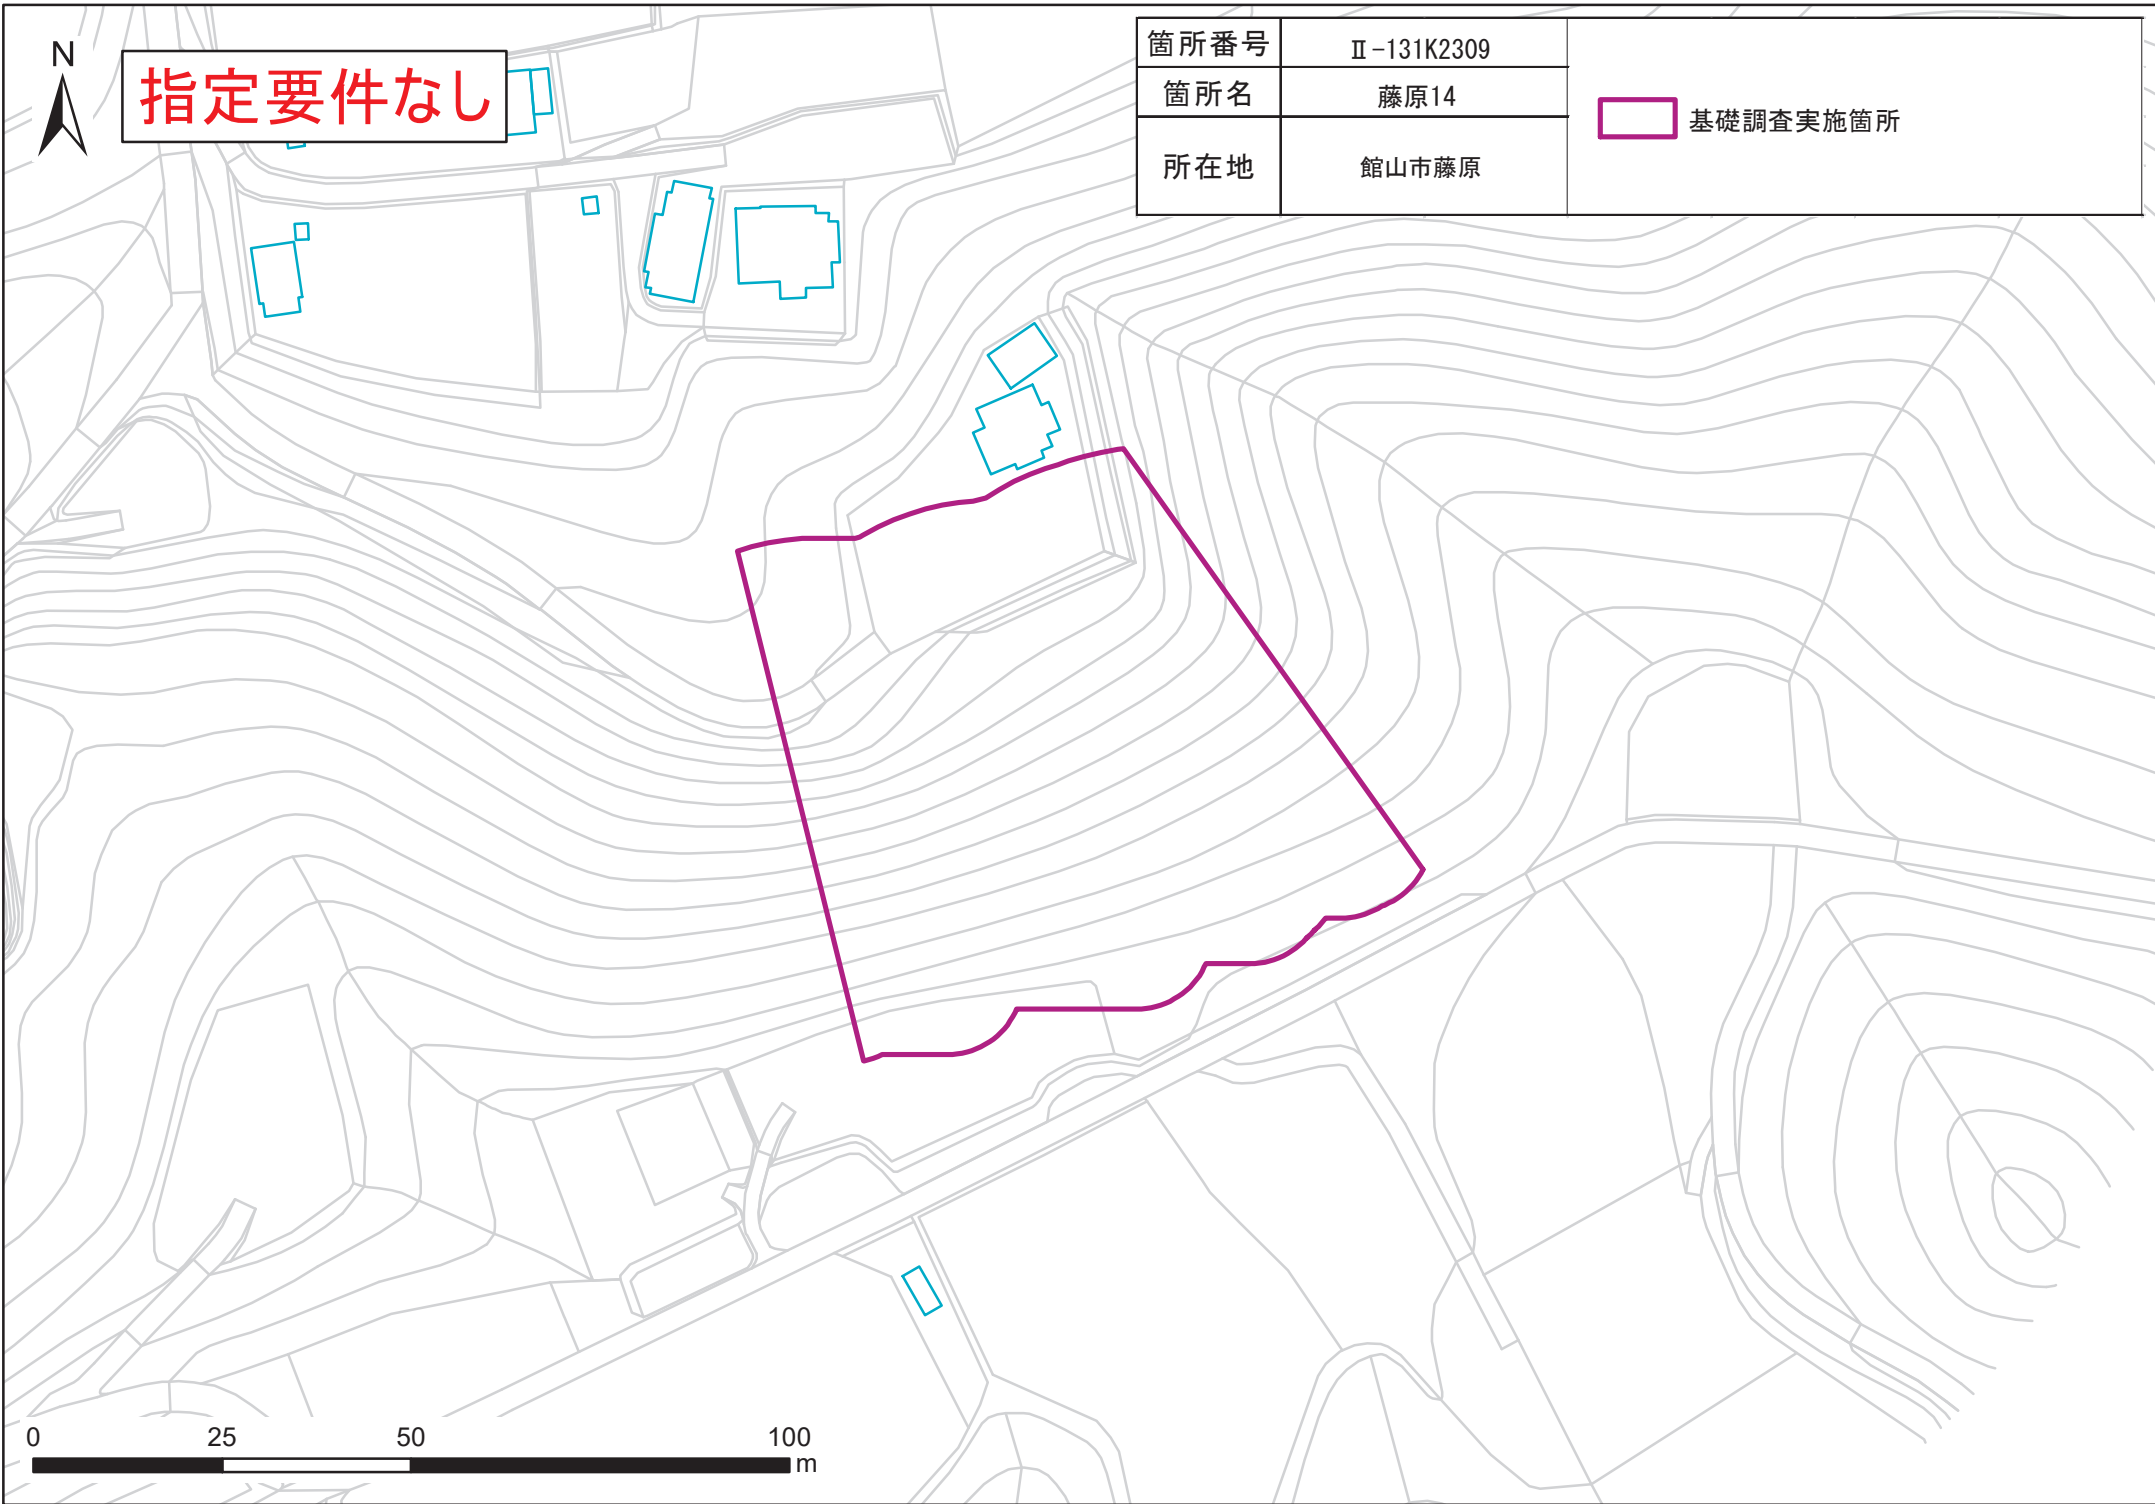 N
指定要件なし
箇所番号 Ⅱ-131K2309
箇所名 藤原14
所在地 館山市藤原
基礎調査実施箇所
0 25 50 100
m